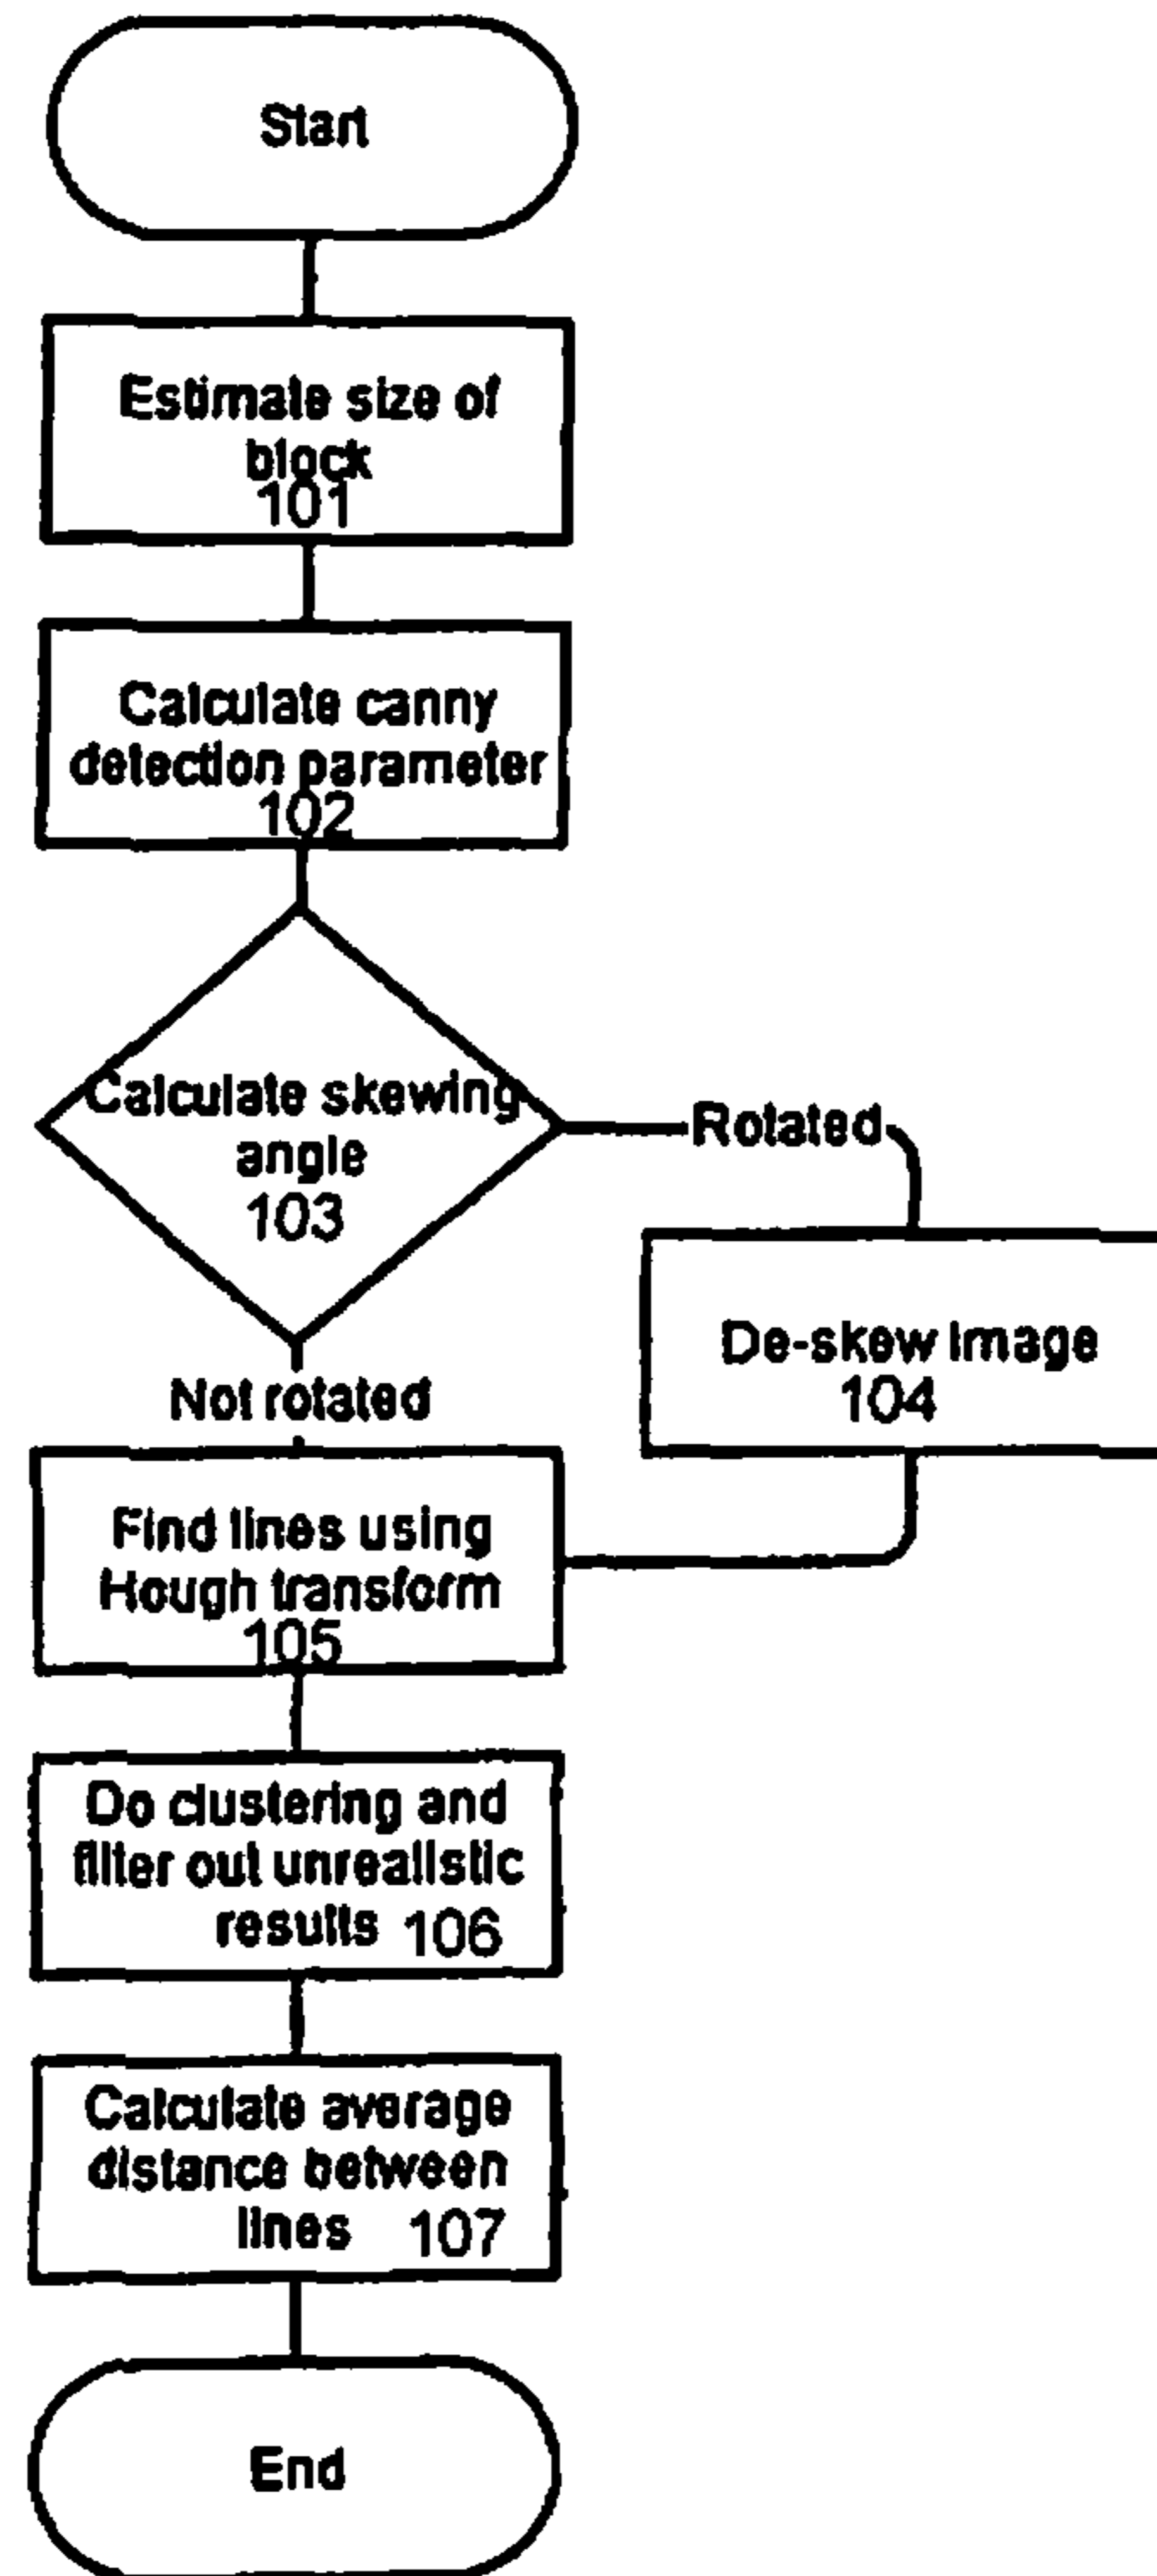 Start
Estimate size of
block
101
Calculate canny
detection parameter
102
Calculate skewing
angle
103
Rotated
De-skew image
104
Not rotated
Find lines using
Hough transform
105
Do clustering and
filter out unrealistic
results 106
Calculate average
distance between
lines 107
End